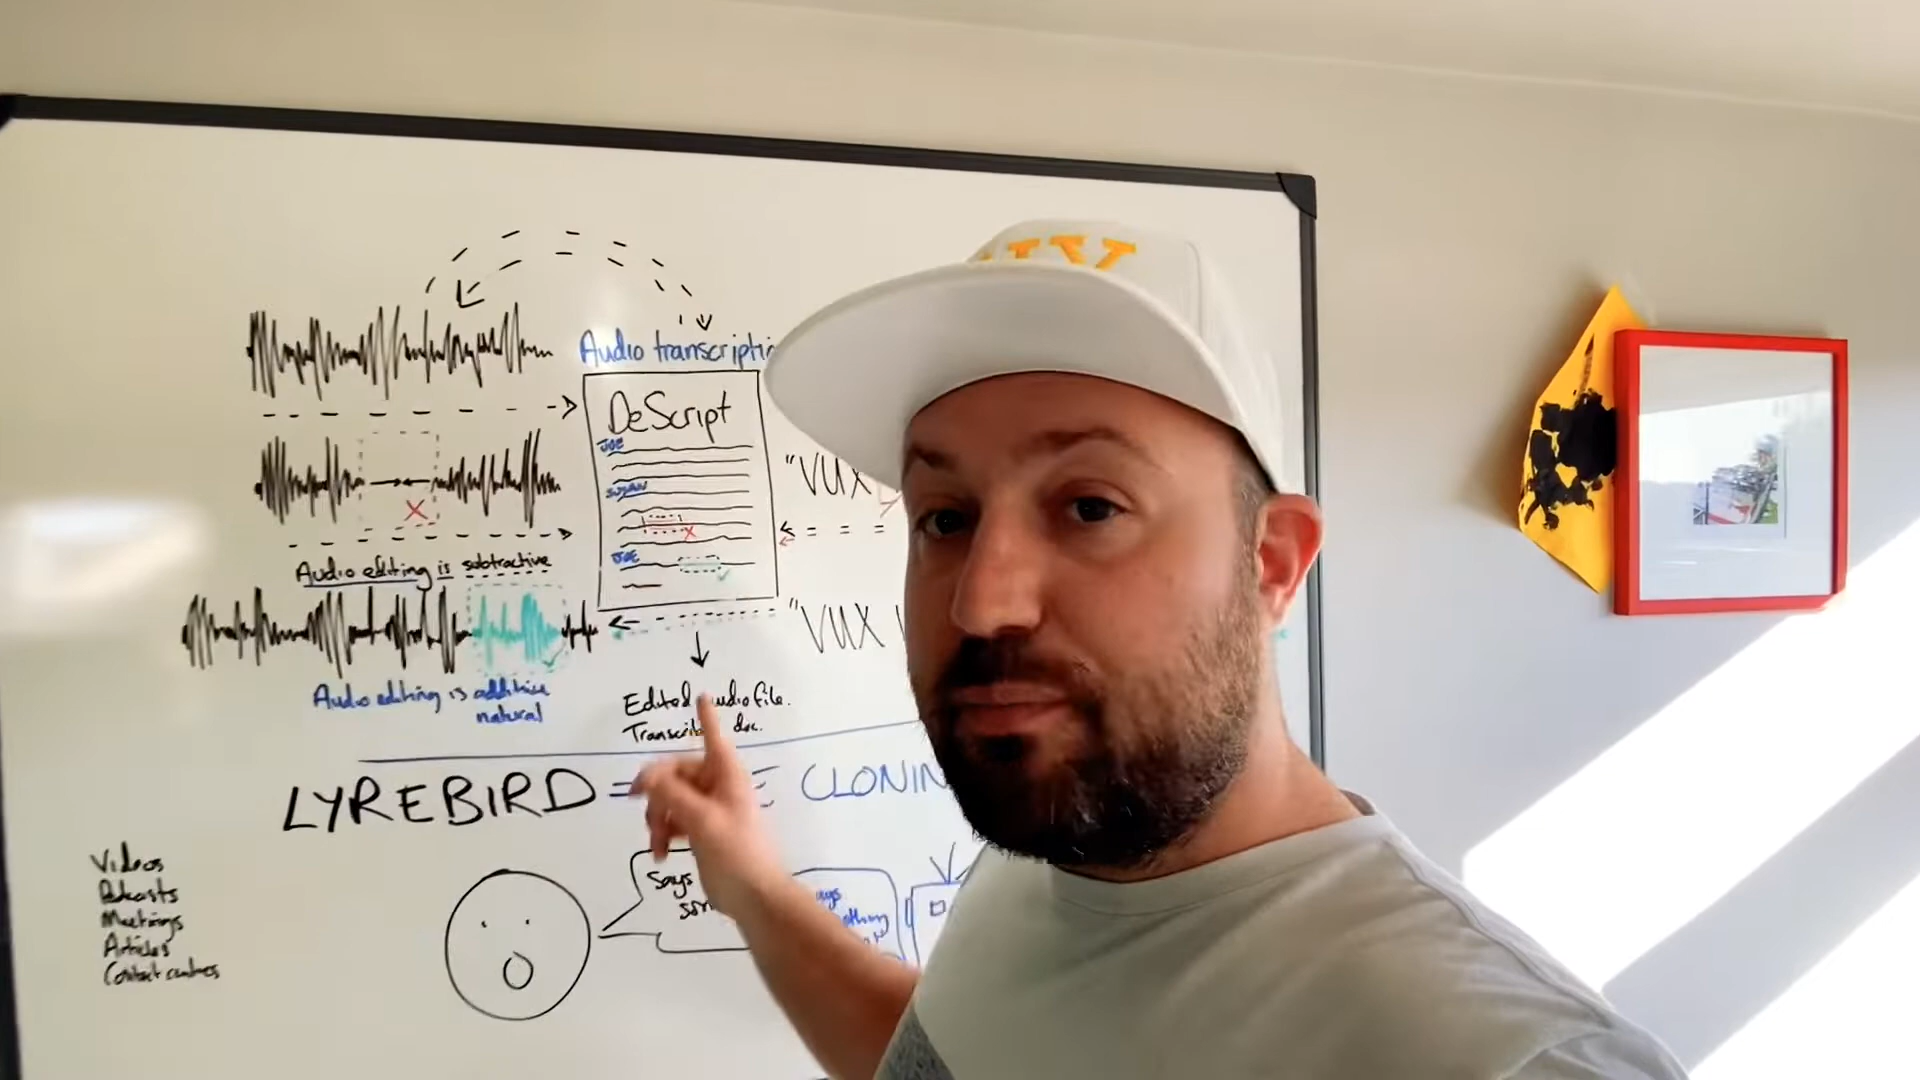 Audio transcripti
DeScript
JOE
SUSAN
JOE
"VUX
Audio editing is subtractive
"VUX
Audio editing is additive
natural
Edited audio file.
doc.
LYREBIRD = CLONIN
Says
Videos
Podcasts
Meetings
Articles
Contact centres